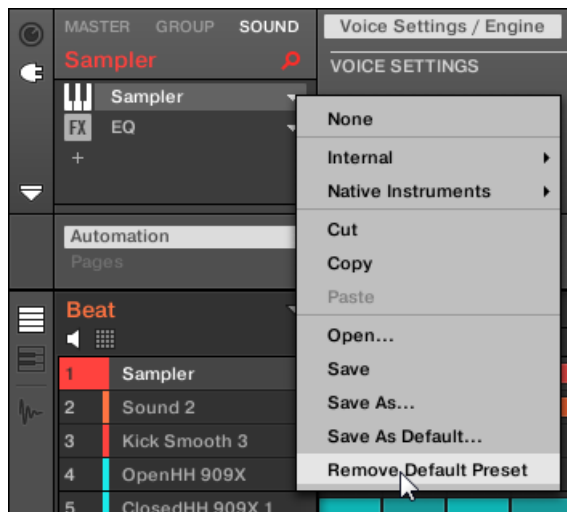 MASTER GROUP SOUND
Sampler
Sampler
FX EQ
+
Automation
Pages
Beat
1 Sampler
2 Sound 2
3 Kick Smooth 3
4 OpenHH 909X
5 ClosedHH 909X 1
Voice Settings / Engine
VOICE SETTINGS
None
Internal
Native Instruments
Cut
Copy
Paste
Open...
Save
Save As...
Save As Default...
Remove Default Preset